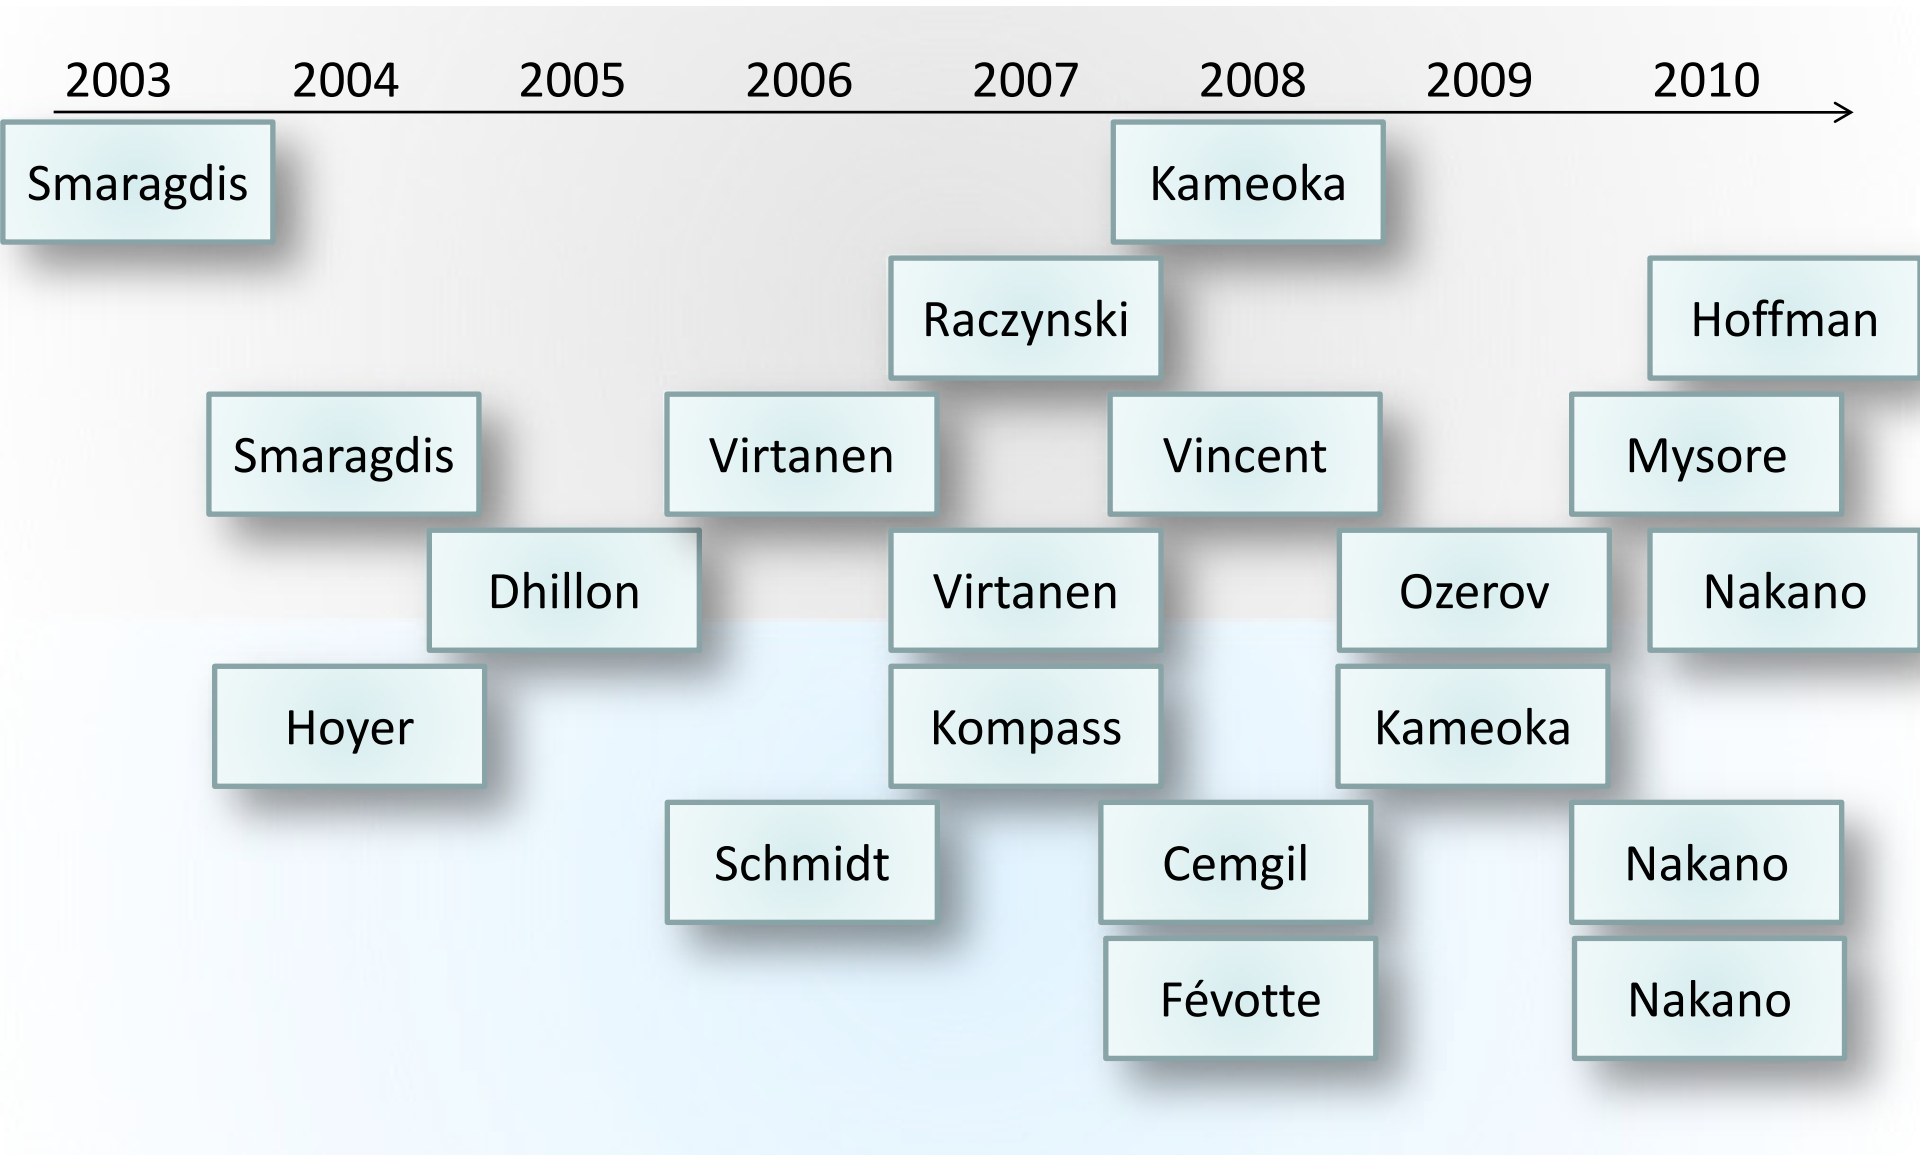 2003 2004 2005 2006 2007 2008 2009 2010
Smaragdis Kameoka
Raczynski Hoffman
Smaragdis Virtanen Vincent Mysore
Dhillon Virtanen Ozerov Nakano
Hoyer Kompass Kameoka
Schmidt Cemgil Nakano
Févotte Nakano